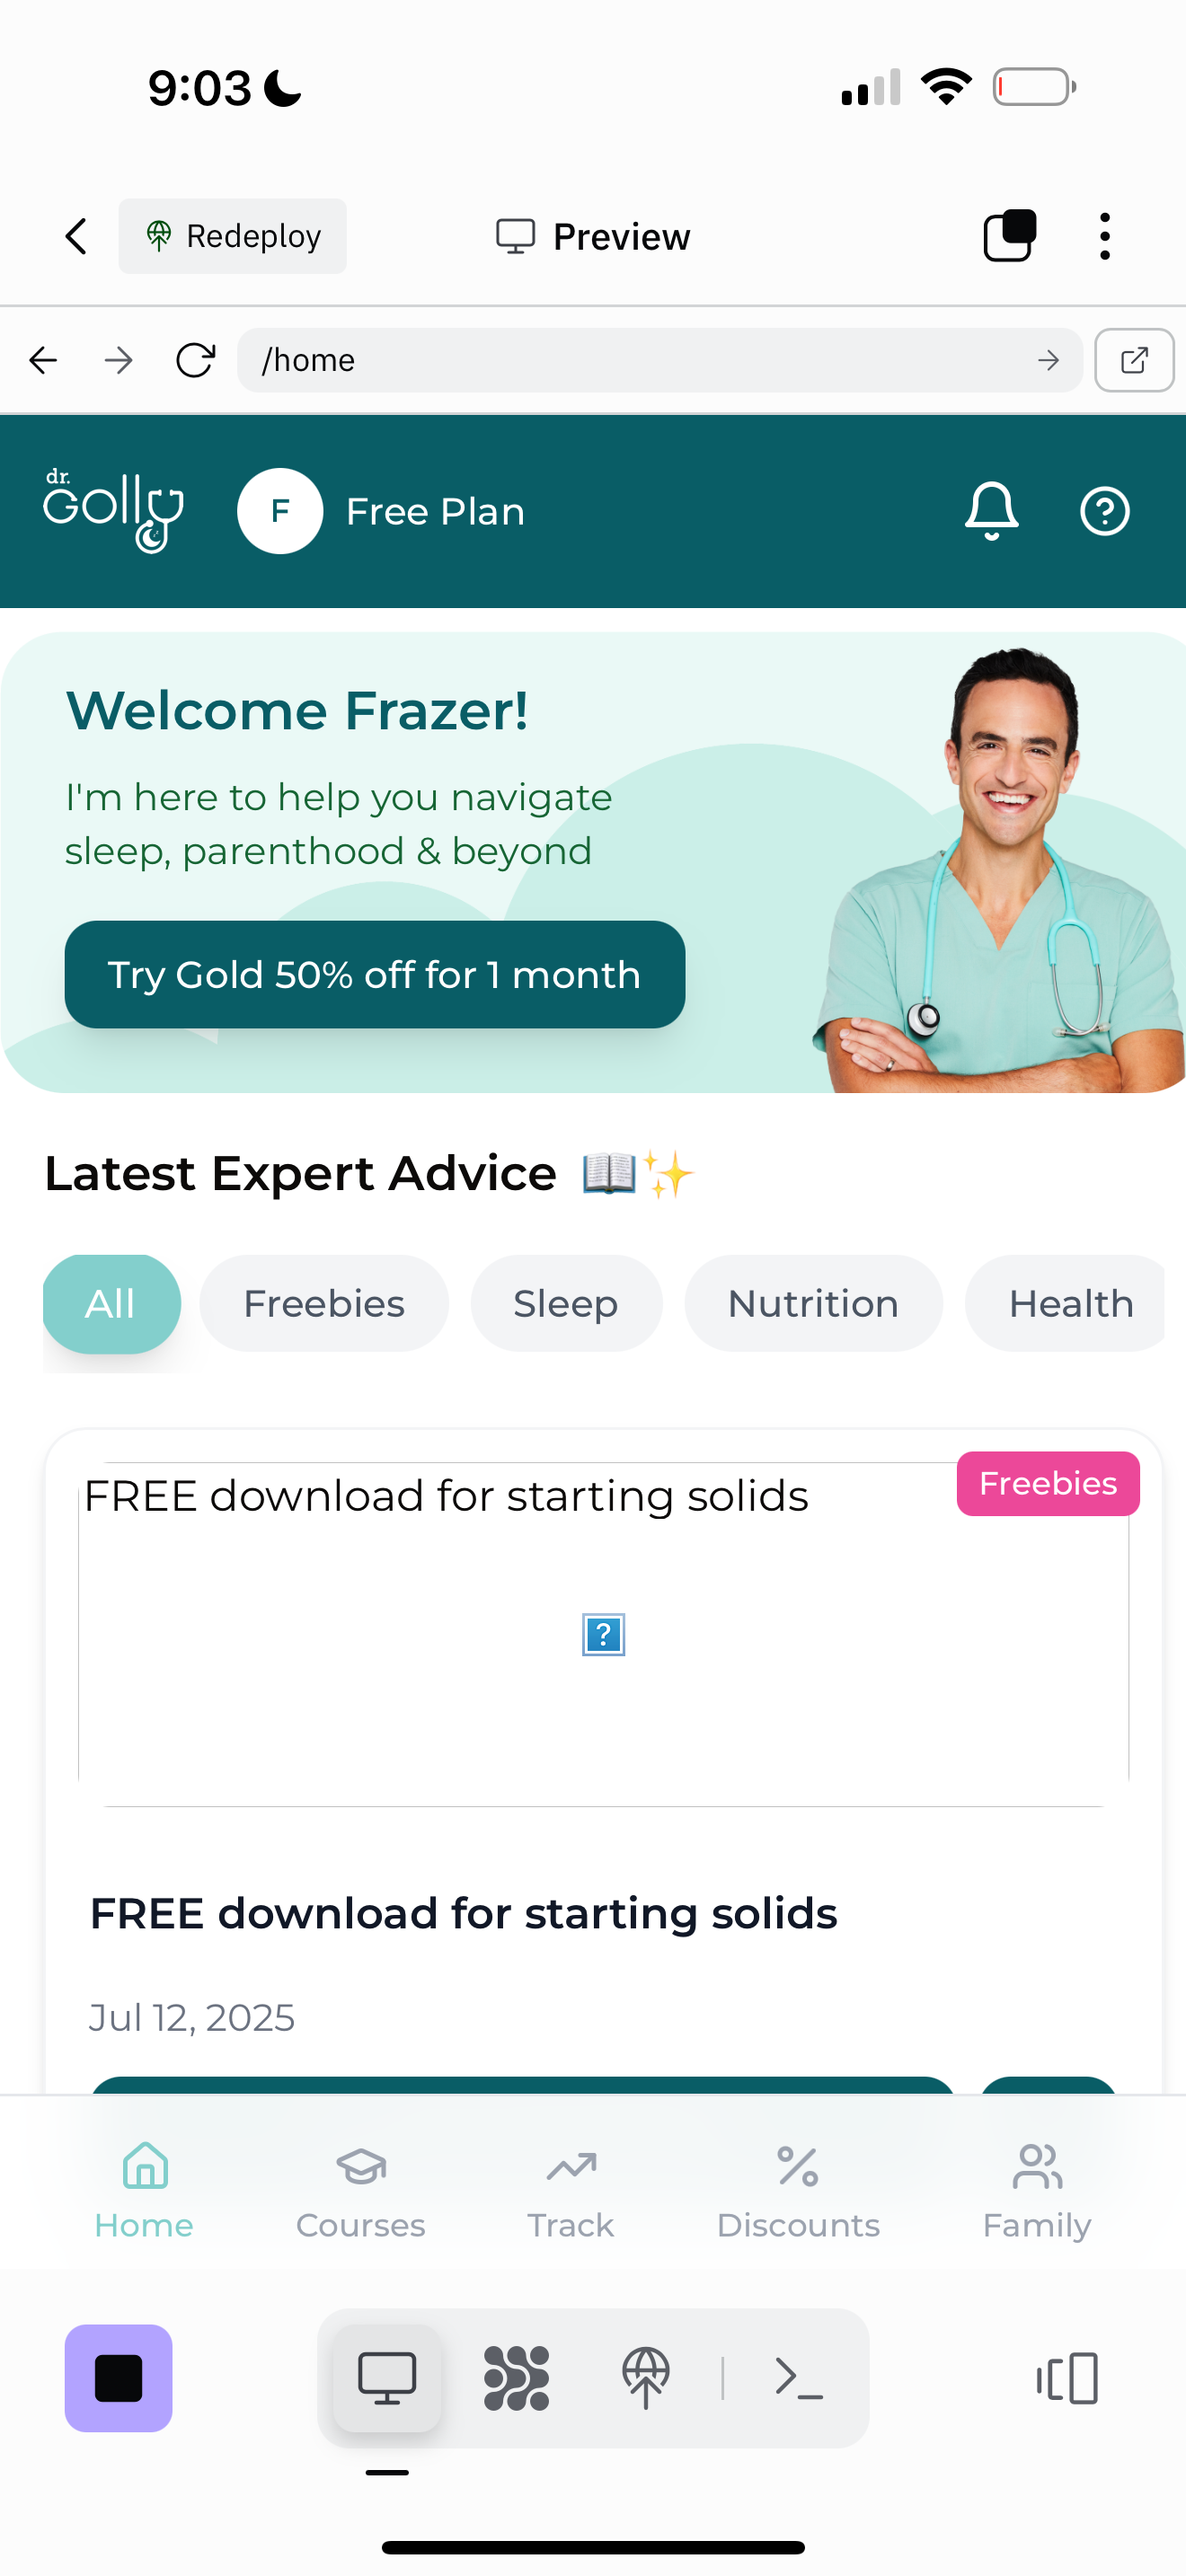 9:03
Redeploy
Preview
/home
dr.
Golly
F
Free Plan
Welcome Frazer!
I'm here to help you navigate
sleep, parenthood & beyond
Try Gold 50% off for 1 month
Latest Expert Advice 📖✨
All
Freebies
Sleep
Nutrition
Health
FREE download for starting solids
Freebies
FREE download for starting solids
Jul 12, 2025
Home
Courses
Track
Discounts
Family